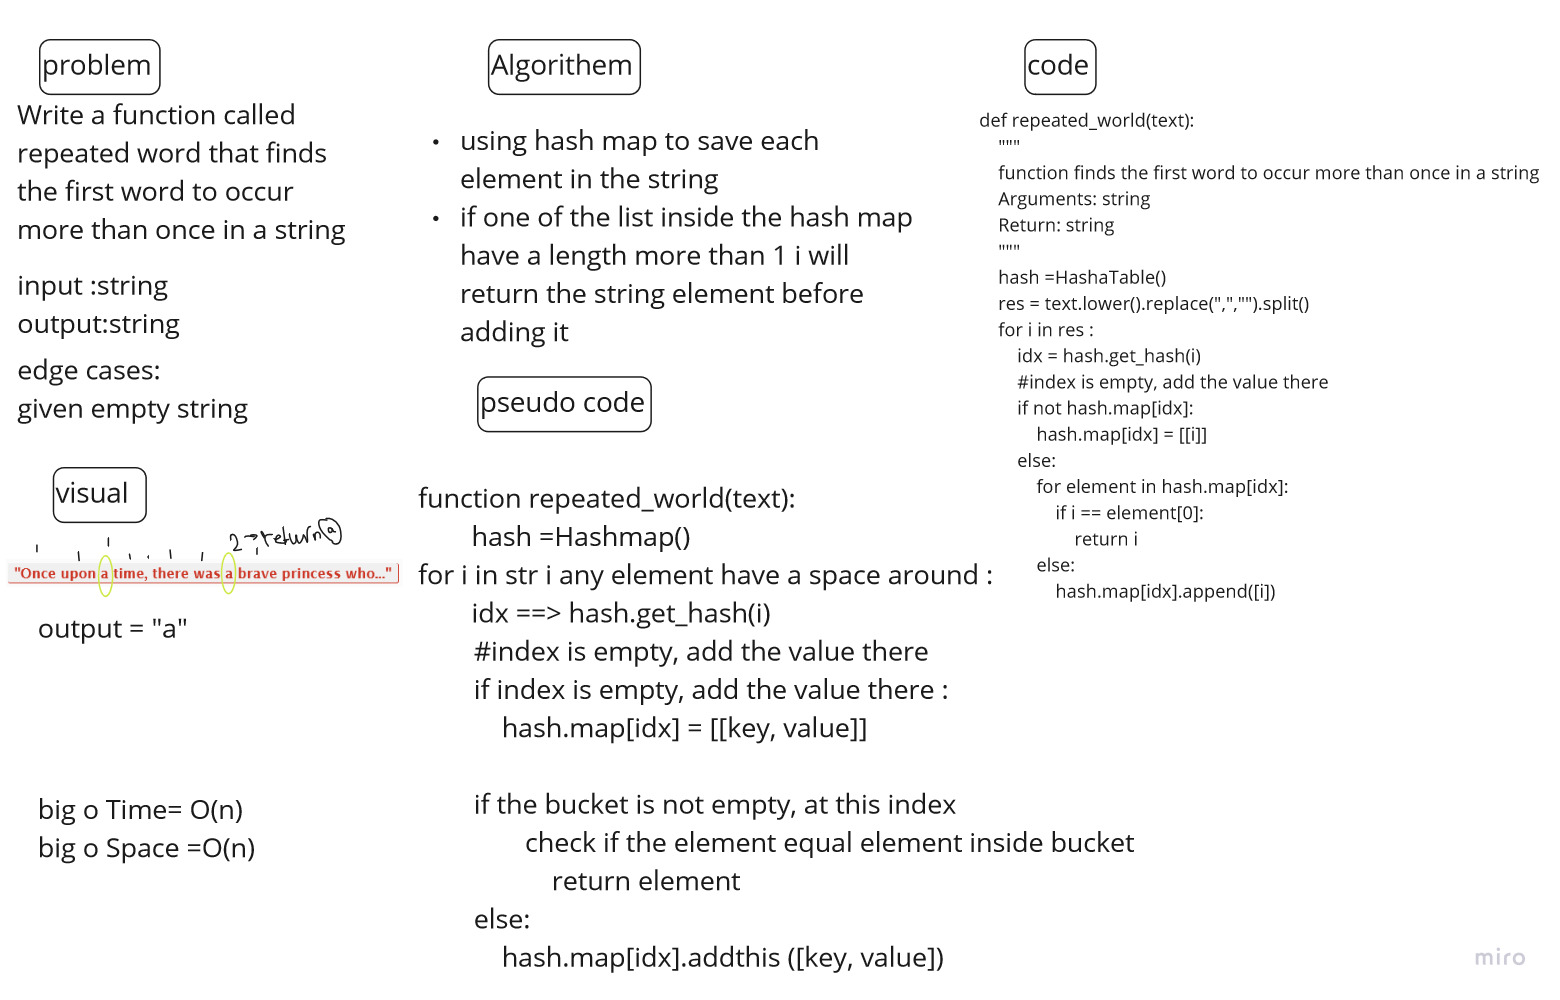 problem
Write a function called
repeated word that finds
the first word to occur
more than once in a string
input :string
output:string
edge cases:
given empty string
visual
2→return a
"Once upon a time, there was a brave princess who..."
output = "a"
big o Time= O(n)
big o Space =O(n)
Algorithem
• using hash map to save each
element in the string
• if one of the list inside the hash map
have a length more than 1 i will
return the string element before
adding it
pseudo code
function repeated_world(text):
hash =Hashmap()
for i in str i any element have a space around :
idx ==> hash.get_hash(i)
#index is empty, add the value there
if index is empty, add the value there :
hash.map[idx] = [[key, value]]
if the bucket is not empty, at this index
check if the element equal element inside bucket
return element
else:
hash.map[idx].addthis ([key, value])
code
def repeated_world(text):
"""
function finds the first word to occur more than once in a string
Arguments: string
Return: string
"""
hash =HashaTable()
res = text.lower().replace(",","").split()
for i in res :
idx = hash.get_hash(i)
#index is empty, add the value there
if not hash.map[idx]:
hash.map[idx] = [[i]]
else:
for element in hash.map[idx]:
if i == element[0]:
return i
else:
hash.map[idx].append([i])
miro